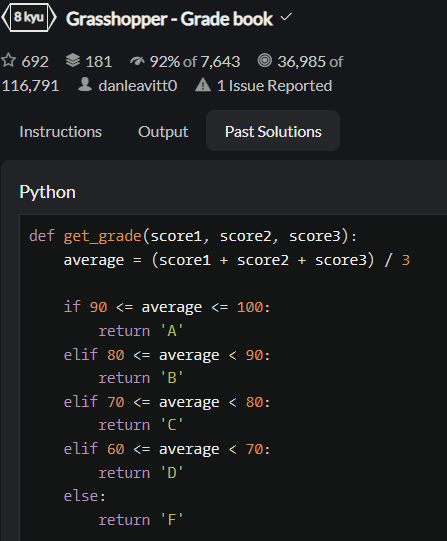 8 kyu Grasshopper - Grade book
692 181 92% of 7,643 36,985 of
116,791 danleavitt0 1 Issue Reported
Instructions Output Past Solutions
Python
def get_grade(score1, score2, score3):
    average = (score1 + score2 + score3) / 3
    if 90 <= average <= 100:
        return 'A'
    elif 80 <= average < 90:
        return 'B'
    elif 70 <= average < 80:
        return 'C'
    elif 60 <= average < 70:
        return 'D'
    else:
        return 'F'